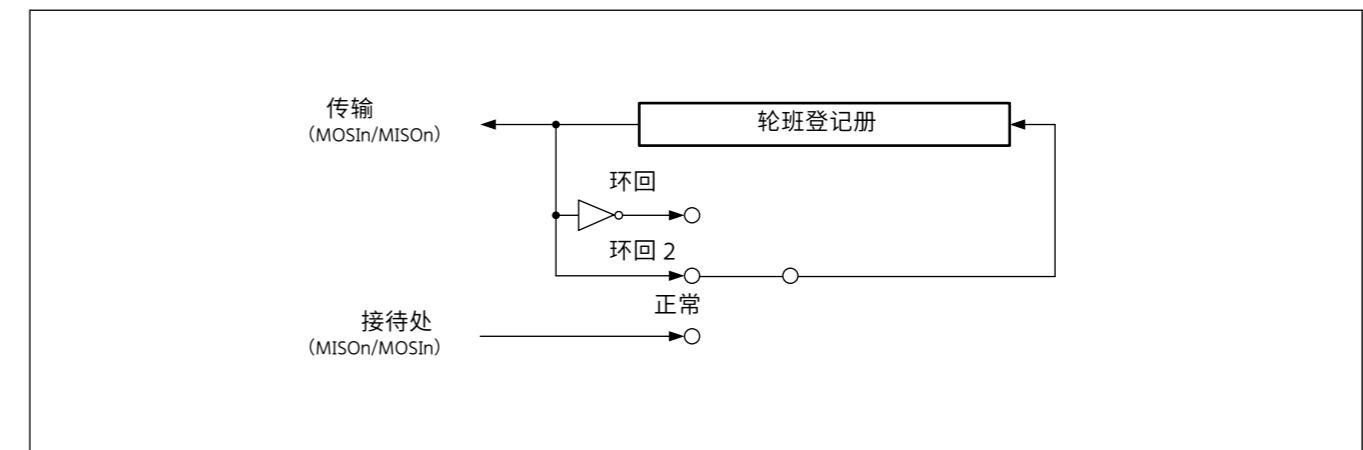 传输
（MOSIn/MISOn）
轮班登记册
环回
环回 2
正常
接待处
（MISOn/MOSIn）